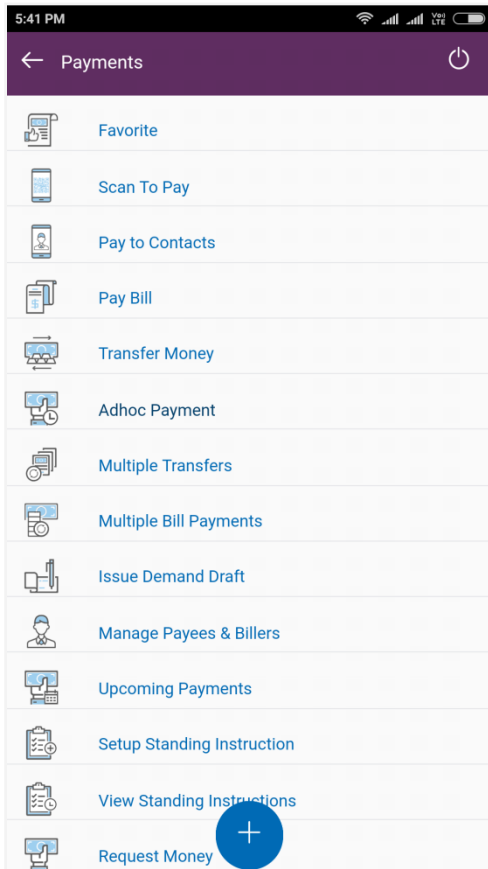 5:41 PM
Vo))
LTE
Payments
Favorite
Scan To Pay
Pay to Contacts
Pay Bill
Transfer Money
Adhoc Payment
Multiple Transfers
Multiple Bill Payments
Issue Demand Draft
Manage Payees & Billers
Upcoming Payments
Setup Standing Instruction
View Standing Instructions
Request Money